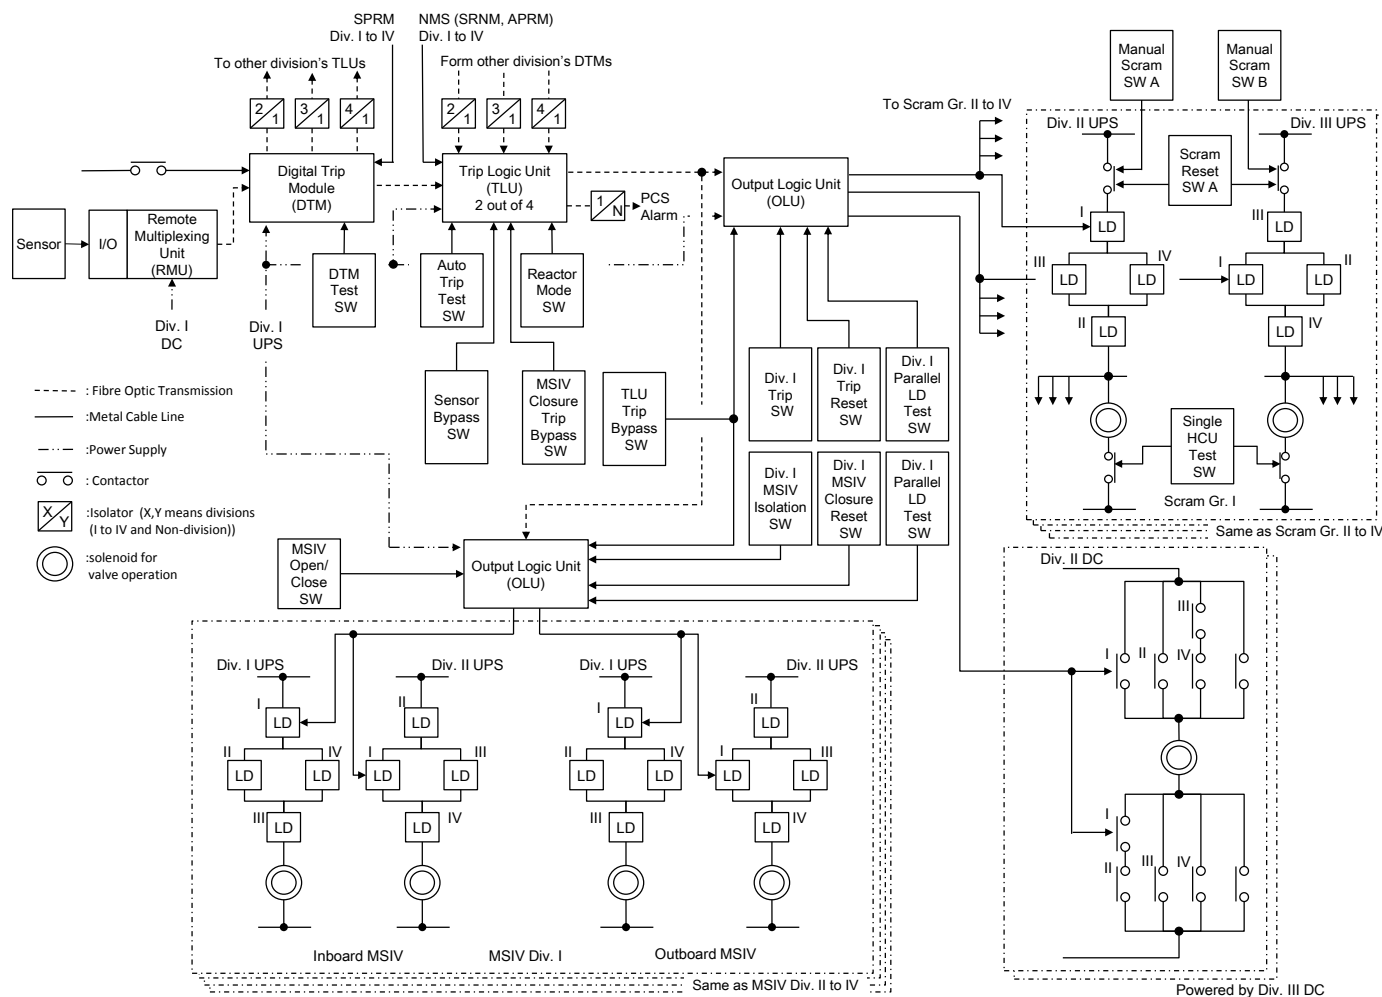 SPRM
Div. I to IV
NMS (SRNM, APRM)
Div. I to IV
To other division's TLUs
Form other division's DTMs
2/1
3/1
4/1
2/1
3/1
4/1
Digital Trip
Module
(DTM)
Trip Logic Unit
(TLU)
2 out of 4
Output Logic Unit
(OLU)
1/N
PCS
Alarm
Sensor
I/O
Remote
Multiplexing
Unit
(RMU)
Div. I
DC
Div. I
UPS
DTM
Test
SW
Auto
Trip
Test
SW
Reactor
Mode
SW
Sensor
Bypass
SW
MSIV
Closure
Trip
Bypass
SW
TLU
Trip
Bypass
SW
Div. I
Trip
SW
Div. I
Trip
Reset
SW
Div. I
Parallel
LD
Test
SW
Div. I
MSIV
Isolation
SW
Div. I
MSIV
Closure
Reset
SW
Div. I
Parallel
LD
Test
SW
: Fibre Optic Transmission
:Metal Cable Line
:Power Supply
: Contactor
X/Y
:Isolator (X,Y means divisions
(I to IV and Non-division))
:solenoid for
valve operation
MSIV
Open/
Close
SW
Output Logic Unit
(OLU)
To Scram Gr. II to IV
Manual
Scram
SW A
Manual
Scram
SW B
Div. II UPS
Div. III UPS
Scram
Reset
SW A
I
LD
III
LD
III
LD
IV
LD
I
LD
II
LD
II
LD
IV
LD
Single
HCU
Test
SW
Scram Gr. I
Same as Scram Gr. II to IV
Div. II DC
III
I
II
IV
I
II
III
IV
Powered by Div. III DC
Div. I UPS
Div. II UPS
Div. I UPS
Div. II UPS
I
LD
II
LD
I
LD
II
LD
II
LD
IV
LD
I
LD
III
LD
II
LD
IV
LD
I
LD
III
LD
III
LD
IV
LD
III
LD
IV
LD
Inboard MSIV
MSIV Div. I
Outboard MSIV
Same as MSIV Div. II to IV